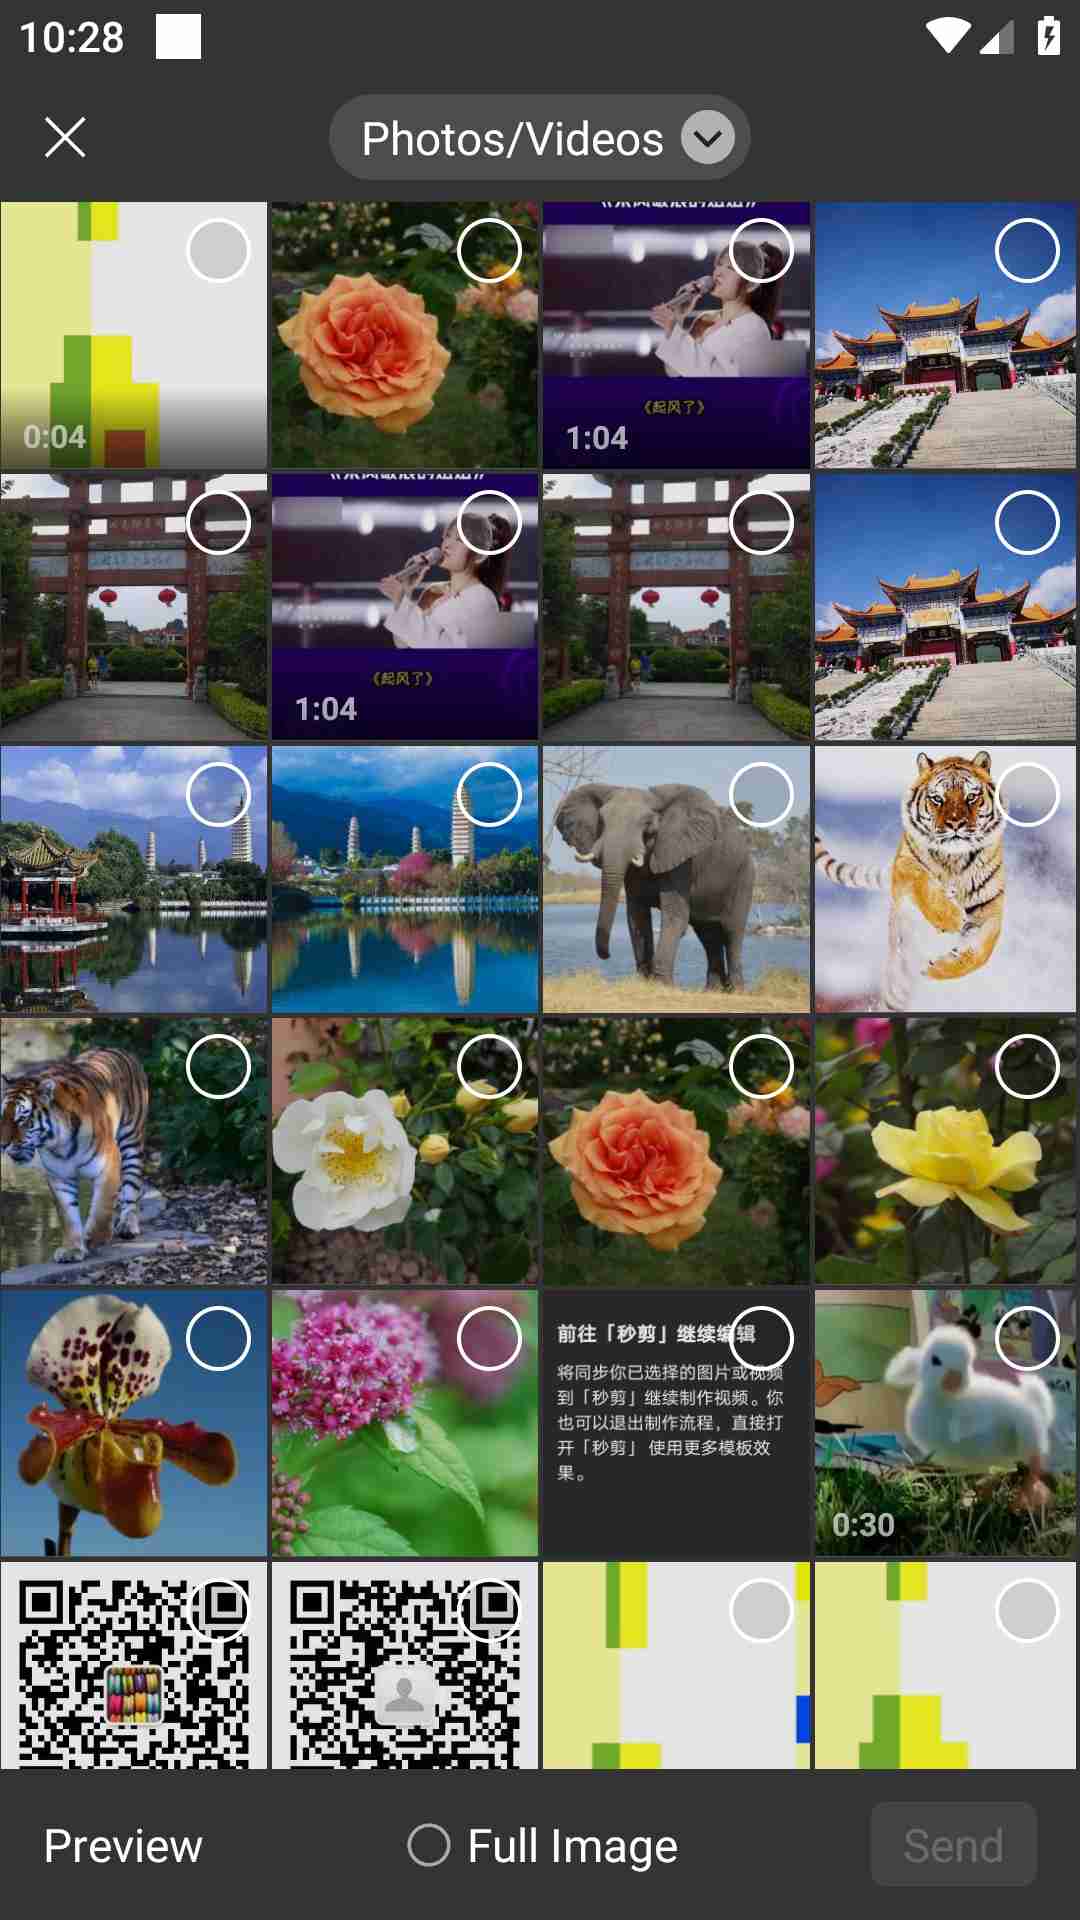 10:28
Photos/Videos
0:04
《起风了》
1:04
《起风了》
1:04
前往「秒剪」继续编辑
将同步你已选择的图片或视频
到「秒剪」继续制作视频。你
也可以退出制作流程，直接打
开「秒剪」使用更多模板效
果。
0:30
Preview
Full Image
Send